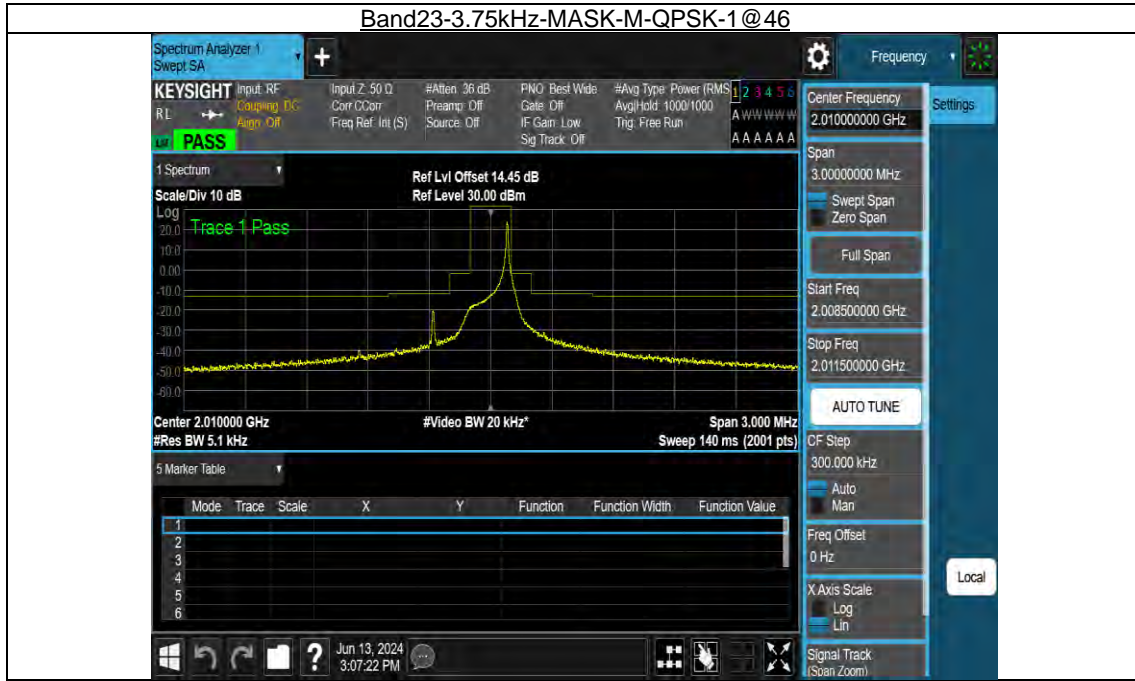 Band23-3.75kHz-MASK-M-QPSK-1@46
Spectrum Analyzer 1
Swept SA
+
Frequency
KEYSIGHT
RL
PASS
Input: RF
Coupling: DC
Align: Off
Input Z: 50 Ω
Corr CCorr
Freq Ref: Int (S)
#Atten: 36 dB
Preamp: Off
Source: Off
PNO: Best Wide
Gate: Off
IF Gain: Low
Sig Track: Off
#Avg Type: Power (RMS
Avg|Hold: 1000/1000
Trig: Free Run
1 2 3 4 5 6
A W W W W W
A A A A A A
Center Frequency
2.010000000 GHz
Settings
Span
3.00000000 MHz
Swept Span
Zero Span
Full Span
Start Freq
2.008500000 GHz
Stop Freq
2.011500000 GHz
AUTO TUNE
CF Step
300.000 kHz
Auto
Man
Freq Offset
0 Hz
X Axis Scale
Log
Lin
Signal Track
(Span Zoom)
Local
1 Spectrum
Scale/Div 10 dB
Ref Lvl Offset 14.45 dB
Ref Level 30.00 dBm
Log
Trace 1 Pass
20.0
10.0
0.00
-10.0
-20.0
-30.0
-40.0
-50.0
-60.0
Center 2.010000 GHz
#Res BW 5.1 kHz
#Video BW 20 kHz*
Span 3.000 MHz
Sweep 140 ms (2001 pts)
5 Marker Table
Mode Trace Scale X Y Function Function Width Function Value
1
2
3
4
5
6
?
Jun 13, 2024
3:07:22 PM